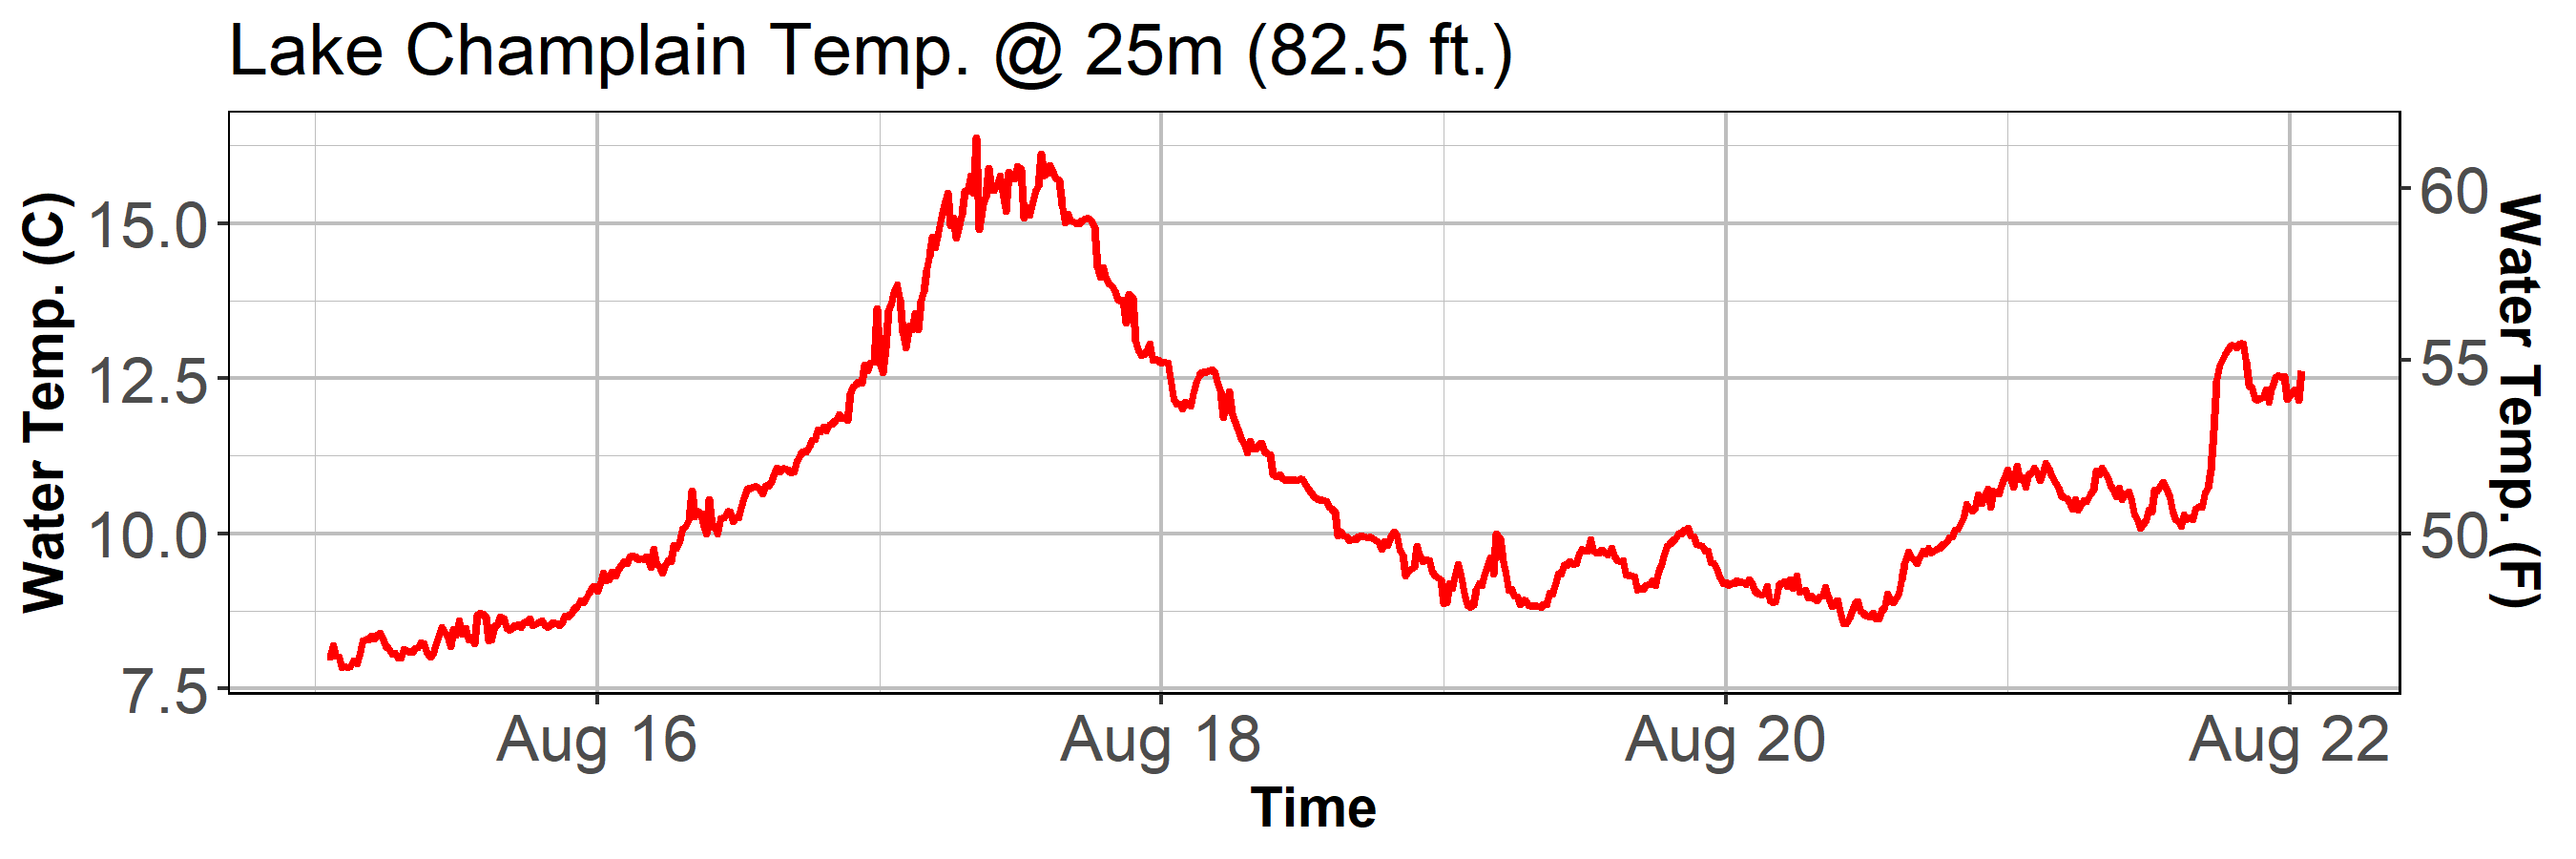 Lake Champlain Temp. @ 25m (82.5 ft.)
Water Temp. (C)
15.0
12.5
10.0
7.5
60
55
50
Water Temp. (F)
Aug 16
Aug 18
Aug 20
Aug 22
Time